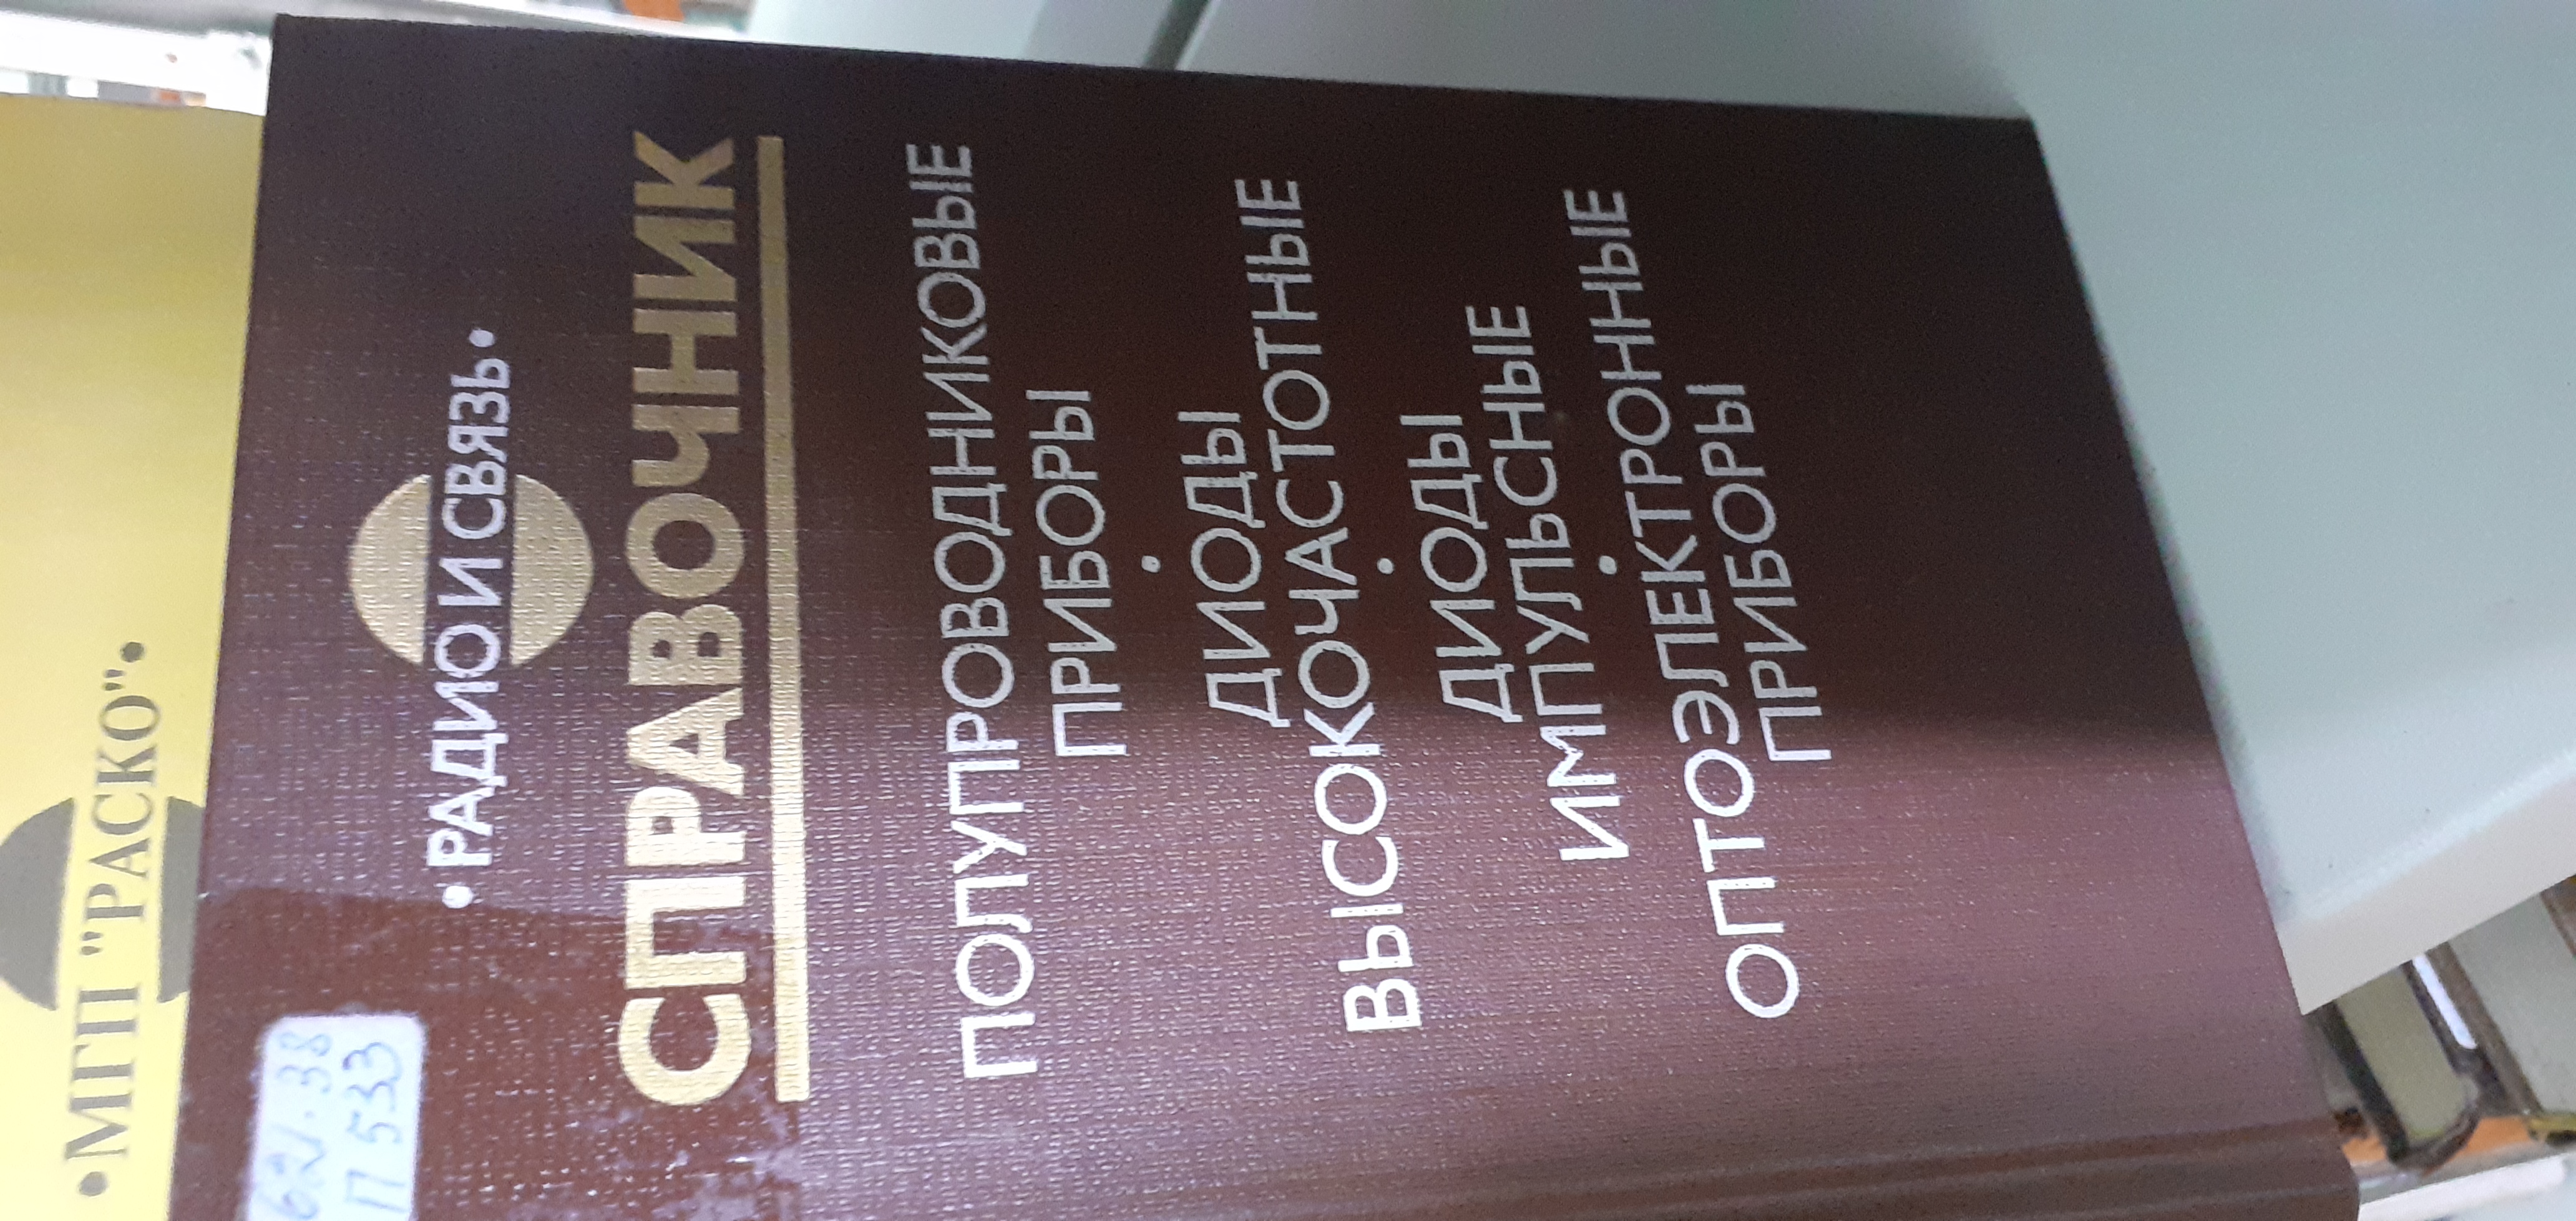 • МГП "РАСКО" •
621.38
П 533
• РАДИО И СВЯЗЬ •
СПРАВОЧНИК
ПОЛУПРОВОДНИКОВЫЕ
ПРИБОРЫ
•
ДИОДЫ
ВЫСОКОЧАСТОТНЫЕ
•
ДИОДЫ
ИМПУЛЬСНЫЕ
•
ОПТОЭЛЕКТРОННЫЕ
ПРИБОРЫ